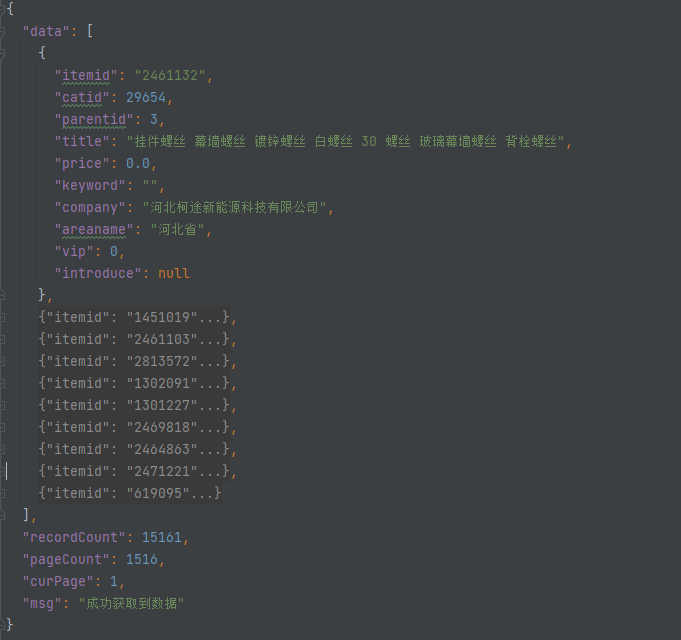 {
"data": [
{
"itemid": "2461132",
"catid": 29654,
"parentid": 3,
"title": "挂件螺丝 幕墙螺丝 镀锌螺丝 白螺丝 30 螺丝 玻璃幕墙螺丝 背栓螺丝",
"price": 0.0,
"keyword": "",
"company": "河北柯途新能源科技有限公司",
"areaname": "河北省",
"vip": 0,
"introduce": null
},
{"itemid": "1451019"...},
{"itemid": "2461103"...},
{"itemid": "2813572"...},
{"itemid": "1302091"...},
{"itemid": "1301227"...},
{"itemid": "2469818"...},
{"itemid": "2464863"...},
{"itemid": "2471221"...},
{"itemid": "619095"...}
],
"recordCount": 15161,
"pageCount": 1516,
"curPage": 1,
"msg": "成功获取到数据"
}